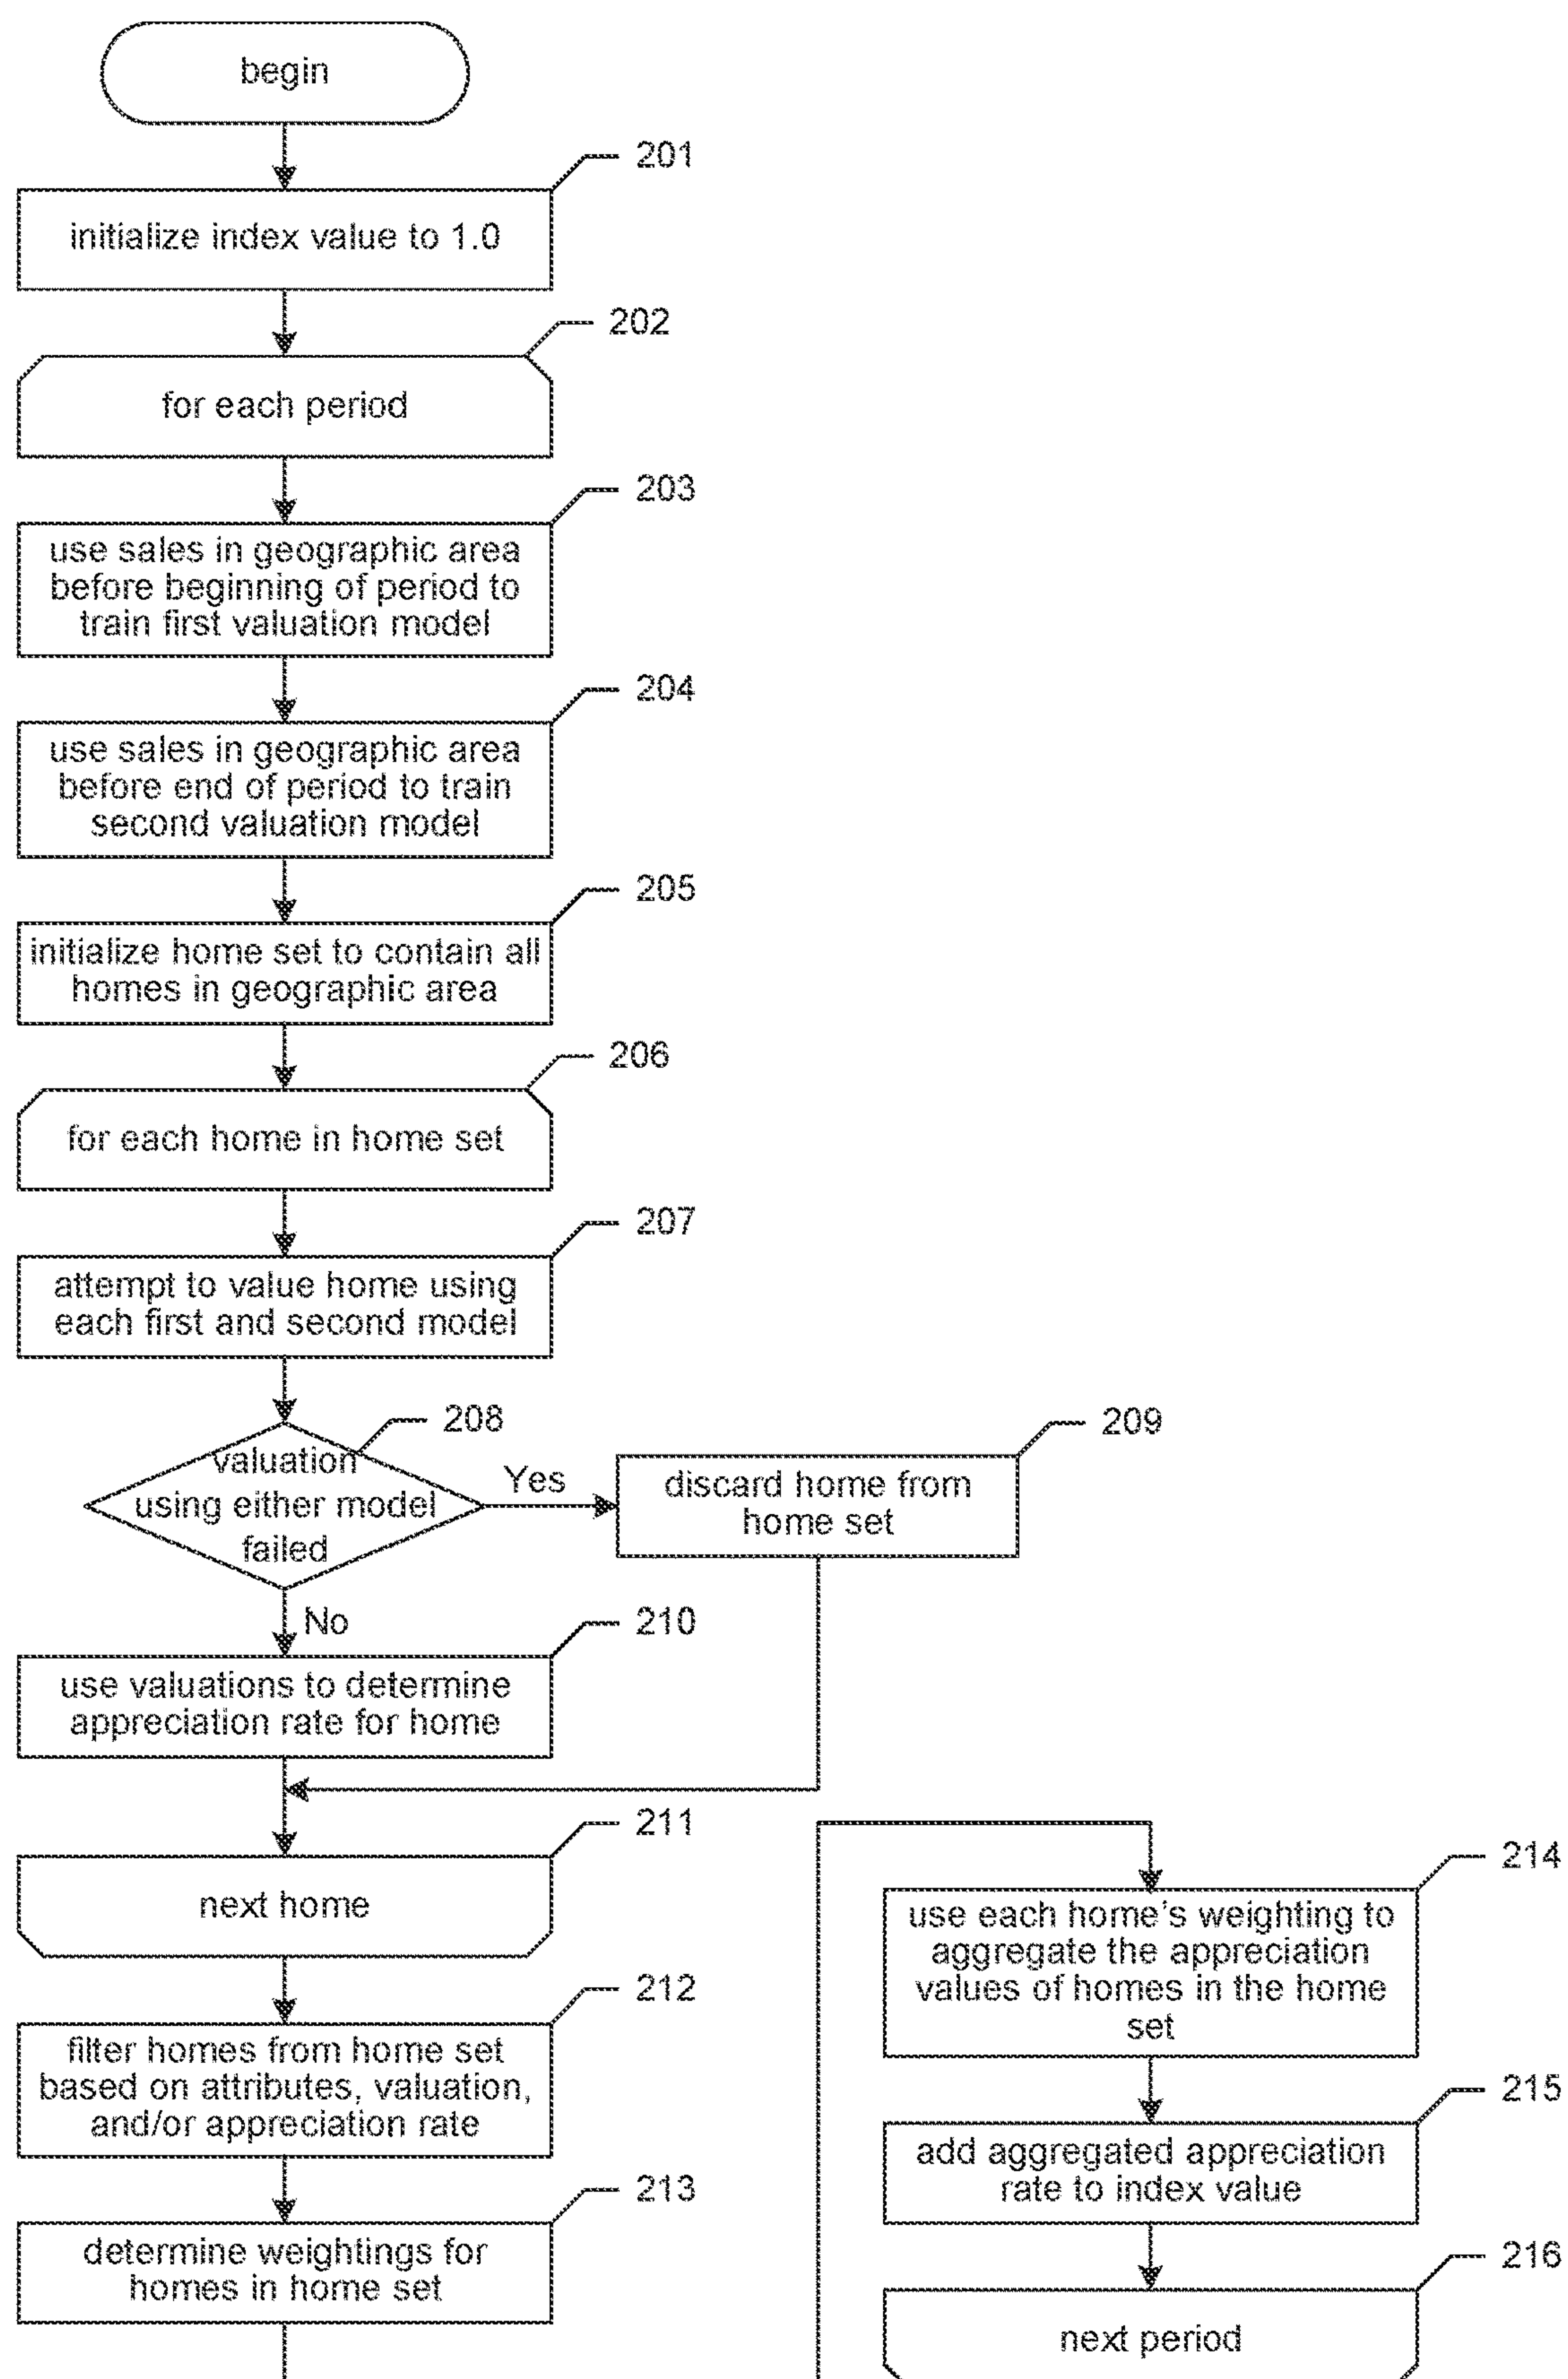 begin
201
initialize index value to 1.0
202
for each period
203
use sales in geographic area
before beginning of period to
train first valuation model
204
use sales in geographic area
before end of period to train
second valuation model
205
initialize home set to contain all
homes in geographic area
206
for each home in home set
207
attempt to value home using
each first and second model
208
valuation
using either model
failed
Yes
209
discard home from
home set
No
210
use valuations to determine
appreciation rate for home
211
next home
212
filter homes from home set
based on attributes, valuation,
and/or appreciation rate
213
determine weightings for
homes in home set
214
use each home's weighting to
aggregate the appreciation
values of homes in the home
set
215
add aggregated appreciation
rate to index value
216
next period